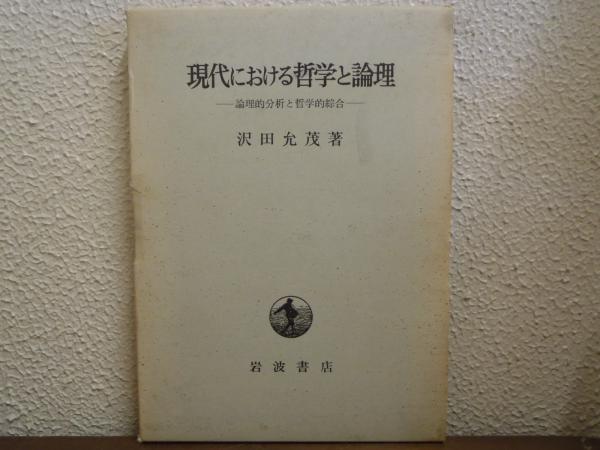 現代における哲学と論理
──論理的分析と哲学的綜合──
沢田允茂著
岩波書店